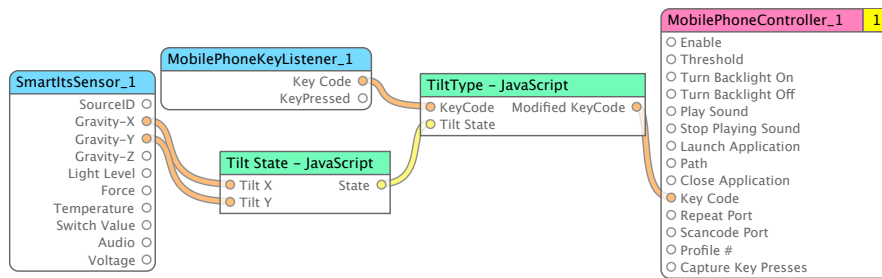 SmartItsSensor_1
SourceID
Gravity-X
Gravity-Y
Gravity-Z
Light Level
Force
Temperature
Switch Value
Audio
Voltage
MobilePhoneKeyListener_1
Key Code
KeyPressed
Tilt State - JavaScript
Tilt X State
Tilt Y
TiltType - JavaScript
KeyCode Modified KeyCode
Tilt State
MobilePhoneController_1 1
Enable
Threshold
Turn Backlight On
Turn Backlight Off
Play Sound
Stop Playing Sound
Launch Application
Path
Close Application
Key Code
Repeat Port
Scancode Port
Profile #
Capture Key Presses